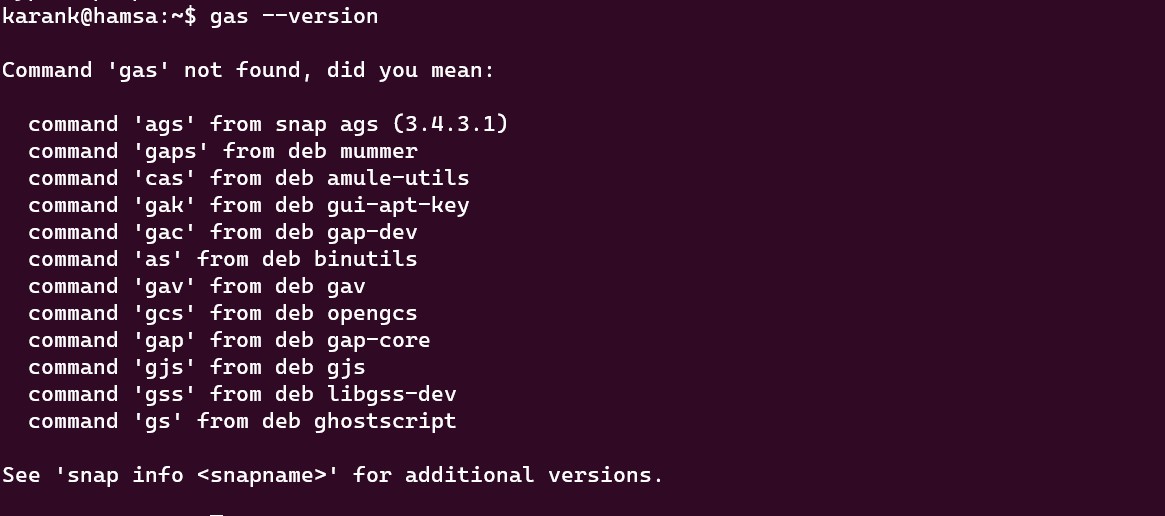 karank@hamsa:~$ gas --version
Command 'gas' not found, did you mean:
command 'ags' from snap ags (3.4.3.1)
command 'gaps' from deb mummer
command 'cas' from deb amule-utils
command 'gak' from deb gui-apt-key
command 'gac' from deb gap-dev
command 'as' from deb binutils
command 'gav' from deb gav
command 'gcs' from deb opengcs
command 'gap' from deb gap-core
command 'gjs' from deb gjs
command 'gss' from deb libgss-dev
command 'gs' from deb ghostscript
See 'snap info <snapname>' for additional versions.